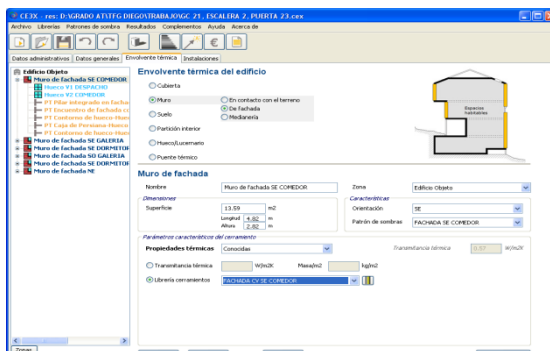 CE3X - res: D:\GRADO AT\TFG DIEGO\TRABAJO\GC 21, ESCALERA 2, PUERTA 23.cex
Archivo Librerías Patrones de sombra Resultados Complementos Ayuda Acerca de
Datos administrativos Datos generales Envolvente térmica Instalaciones
Edificio Objeto
Muro de fachada SE COMEDOR
Hueco V1 DESPACHO
Hueco V2 COMEDOR
PT Pilar integrado en facha
PT Encuentro de fachada co
PT Contorno de hueco-Hue
PT Caja de Persiana-Hueco
PT Contorno de hueco-Hue
Muro de fachada SE GALERIA
Muro de fachada SE DORMITOR
Muro de fachada SO GALERIA
Muro de fachada SE DORMITOR
Muro de fachada NE
Zonas
Envolvente térmica del edificio
Cubierta
Muro
En contacto con el terreno
De fachada
Medianería
Suelo
Partición interior
Hueco/Lucernario
Puente térmico
Espacios habitables
Muro de fachada
Nombre Muro de fachada SE COMEDOR Zona Edificio Objeto
Dimensiones Características
Superficie 13.59 m2 Orientación SE
Longitud 4.82 m
Altura 2.82 m
Patrón de sombras FACHADA SE COMEDOR
Parámetros característicos del cerramiento
Propiedades térmicas Conocidas Transmitancia térmica 0.57 W/m2K
Transmitancia térmica W/m2K Masa/m2 kg/m2
Librería cerramientos FACHADA CV SE COMEDOR